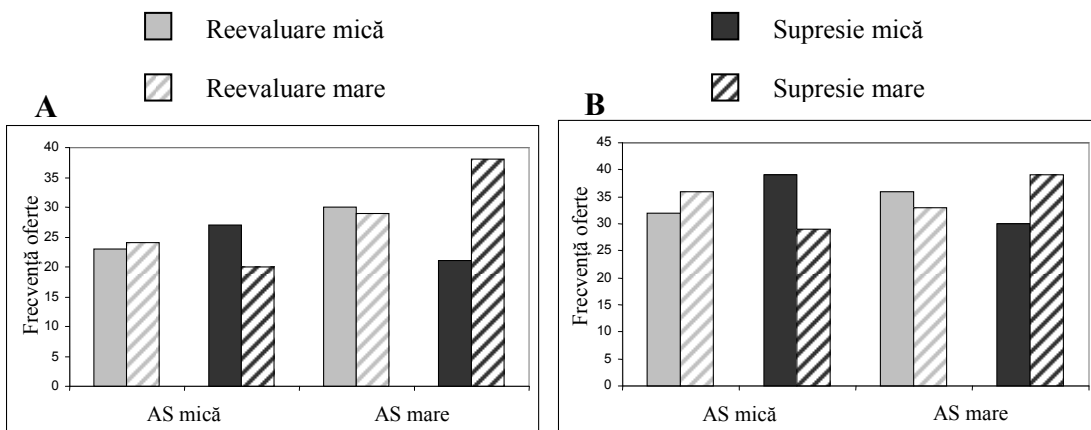 Reevaluare mică
Supresie mică
Reevaluare mare
Supresie mare
A
B
40
35
30
25
20
15
10
5
0
Frecvență oferte
AS mică
AS mare
45
40
35
30
25
20
15
10
5
0
Frecvență oferte
AS mică
AS mare